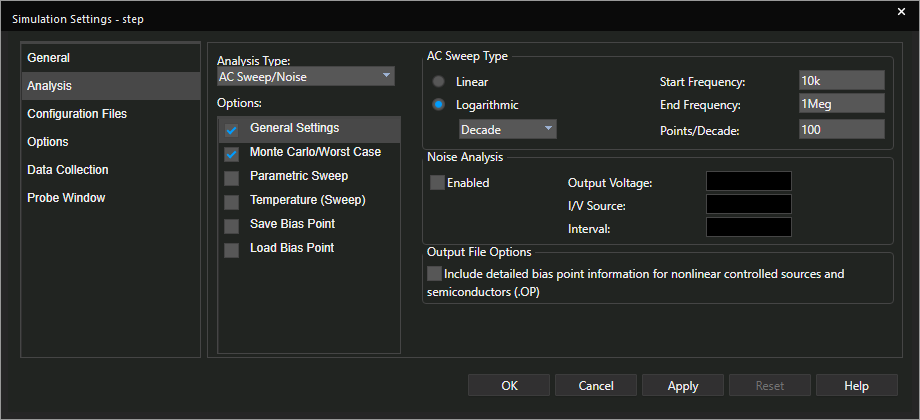 Simulation Settings - step
General
Analysis
Configuration Files
Options
Data Collection
Probe Window
Analysis Type:
AC Sweep/Noise
Options:
General Settings
Monte Carlo/Worst Case
Parametric Sweep
Temperature (Sweep)
Save Bias Point
Load Bias Point
AC Sweep Type
Linear
Logarithmic
Decade
Start Frequency: 10k
End Frequency: 1Meg
Points/Decade: 100
Noise Analysis
Enabled
Output Voltage:
I/V Source:
Interval:
Output File Options
Include detailed bias point information for nonlinear controlled sources and
semiconductors (.OP)
OK Cancel Apply Reset Help